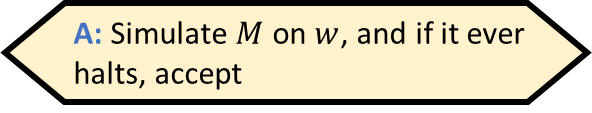 A: Simulate M on w, and if it ever
halts, accept